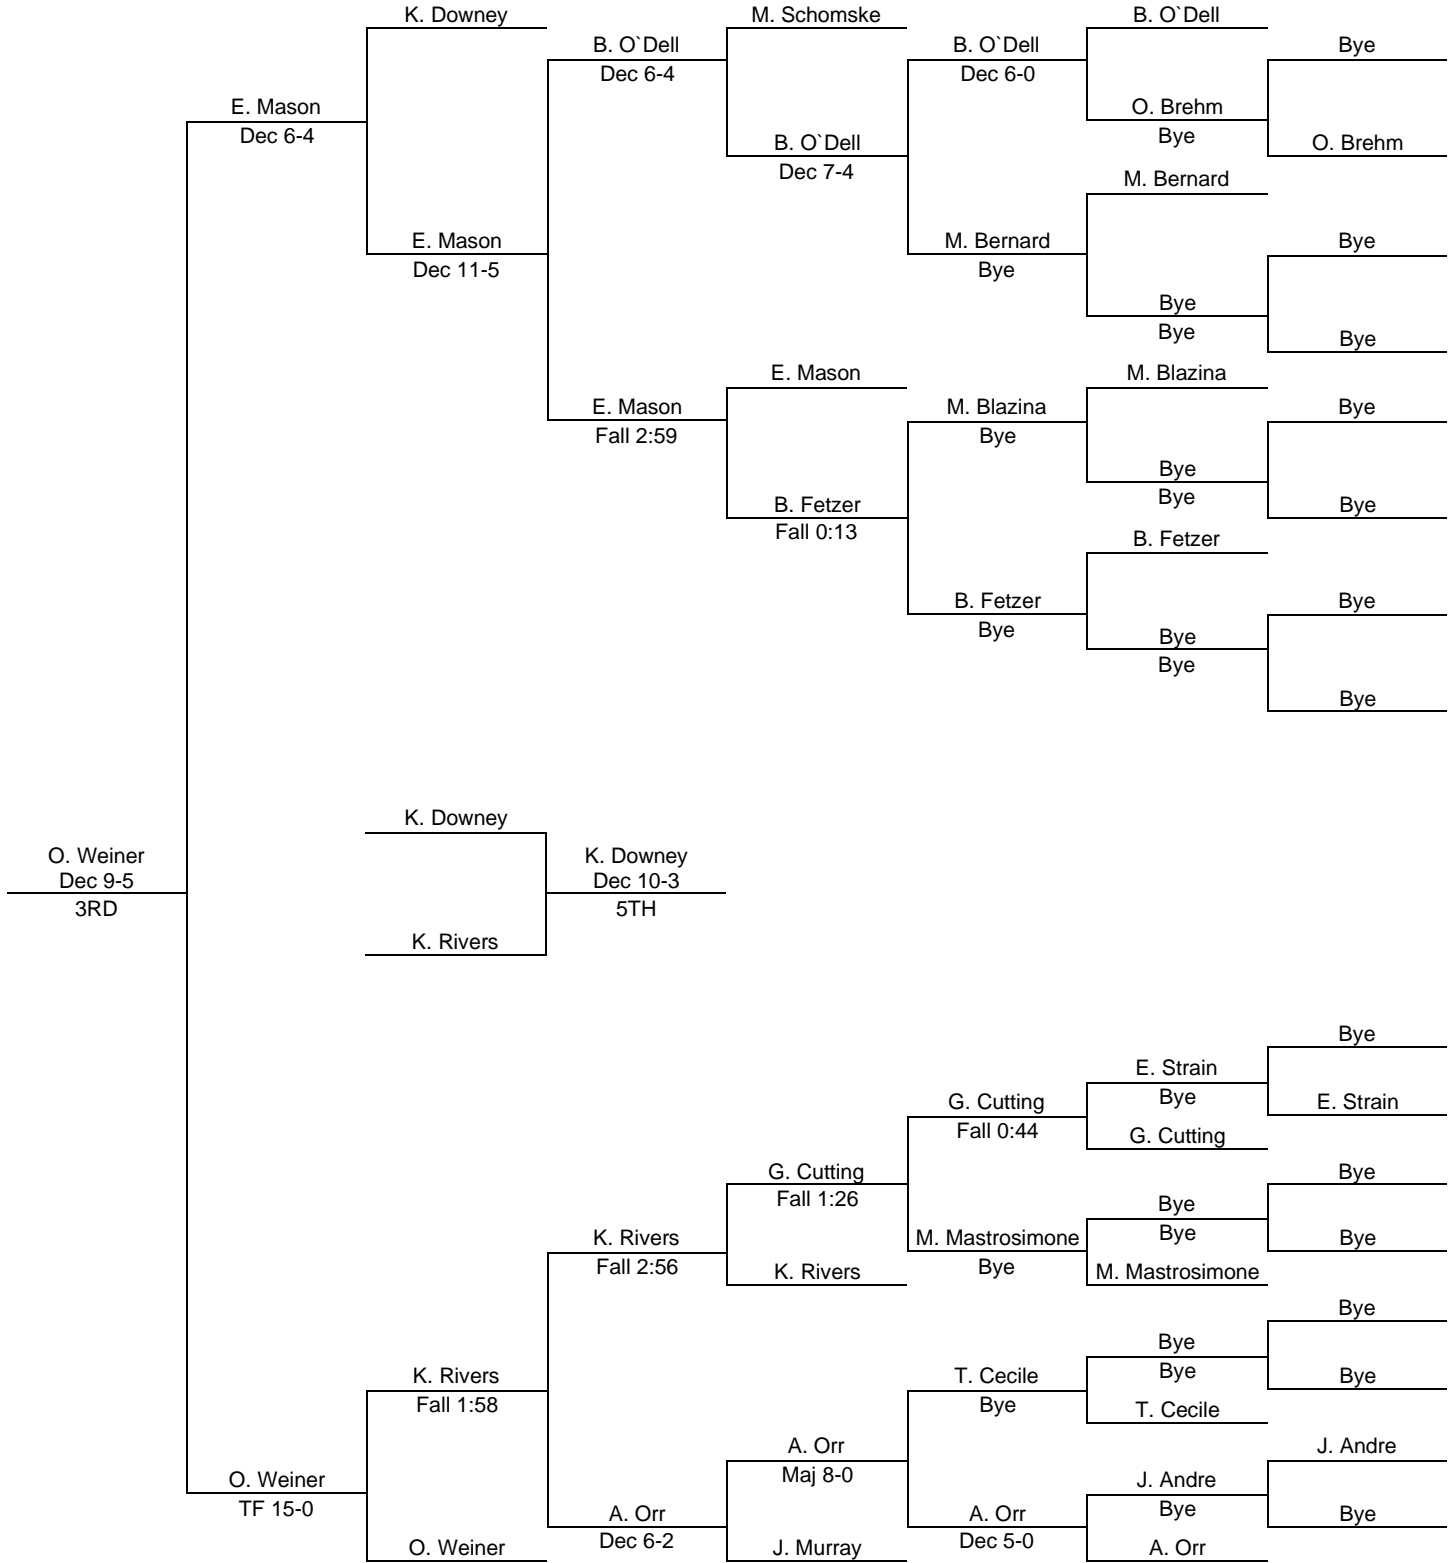 K. Downey
M. Schomske
B. O`Dell
B. O`Dell
Dec 6-4
B. O`Dell
Dec 6-0
Bye
E. Mason
Dec 6-4
O. Brehm
Bye
B. O`Dell
Dec 7-4
O. Brehm
M. Bernard
E. Mason
Dec 11-5
M. Bernard
Bye
Bye
Bye
Bye
Bye
E. Mason
M. Blazina
E. Mason
Fall 2:59
M. Blazina
Bye
Bye
Bye
Bye
B. Fetzer
Fall 0:13
Bye
B. Fetzer
B. Fetzer
Bye
Bye
Bye
Bye
Bye
K. Downey
O. Weiner
Dec 9-5
3RD
K. Downey
Dec 10-3
5TH
K. Rivers
Bye
E. Strain
Bye
G. Cutting
Fall 0:44
E. Strain
G. Cutting
G. Cutting
Fall 1:26
Bye
Bye
Bye
K. Rivers
Fall 2:56
M. Mastrosimone
Bye
Bye
K. Rivers
M. Mastrosimone
Bye
Bye
Bye
K. Rivers
Fall 1:58
T. Cecile
Bye
Bye
T. Cecile
A. Orr
Maj 8-0
J. Andre
O. Weiner
TF 15-0
J. Andre
Bye
A. Orr
Dec 6-2
A. Orr
Dec 5-0
Bye
O. Weiner
J. Murray
A. Orr